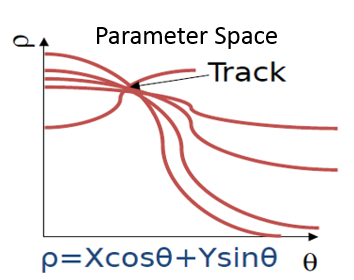 Parameter Space
ρ
Track
ρ=Xcosθ+Ysinθ
θ